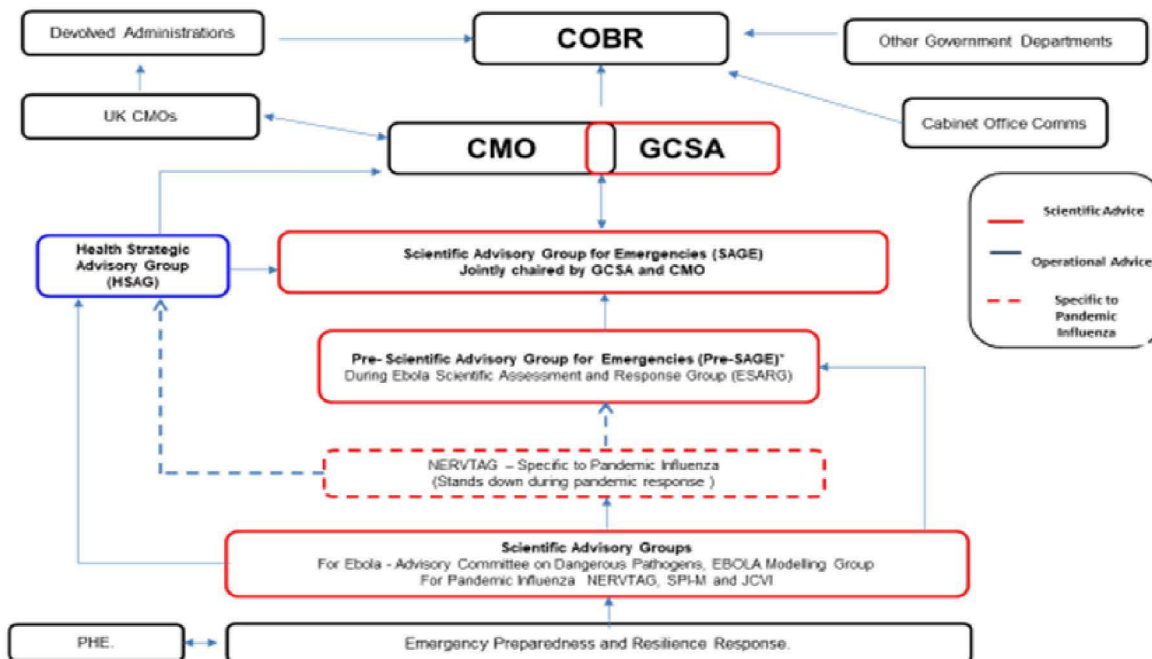 Devolved Administrations
COBR
Other Government Departments
UK CMOs
Cabinet Office Comms
CMO
GCSA
Scientific Advice
Operational Advice
Specific to
Pandemic
Influenza
Health Strategic
Advisory Group
(HSAG)
Scientific Advisory Group for Emergencies (SAGE)
Jointly chaired by GCSA and CMO
Pre- Scientific Advisory Group for Emergencies (Pre-SAGE)*
During Ebola Scientific Assessment and Response Group (ESARG)
NERVTAG – Specific to Pandemic Influenza
(Stands down during pandemic response )
Scientific Advisory Groups
For Ebola - Advisory Committee on Dangerous Pathogens, EBOLA Modelling Group
For Pandemic Influenza NERVTAG, SPI-M and JCVI
PHE.
Emergency Preparedness and Resilience Response.